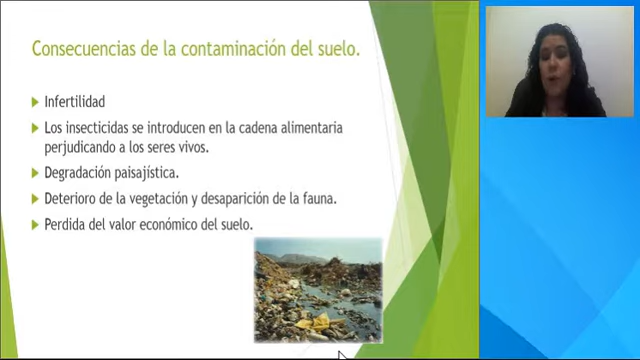 Consecuencias de la contaminación del suelo.
Infertilidad
Los insecticidas se introducen en la cadena alimentaria
perjudicando a los seres vivos.
Degradación paisajística.
Deterioro de la vegetación y desaparición de la fauna.
Perdida del valor económico del suelo.